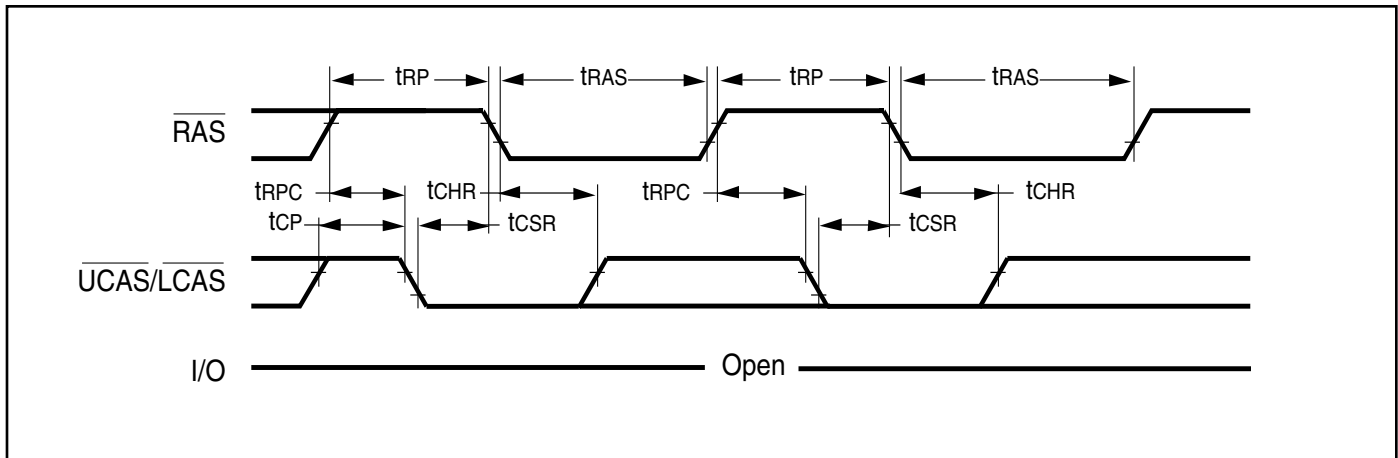 tRP tRAS tRP tRAS
RAS
tRPC tCHR tRPC tCHR
tCP tCSR tCSR
UCAS/LCAS
I/O Open